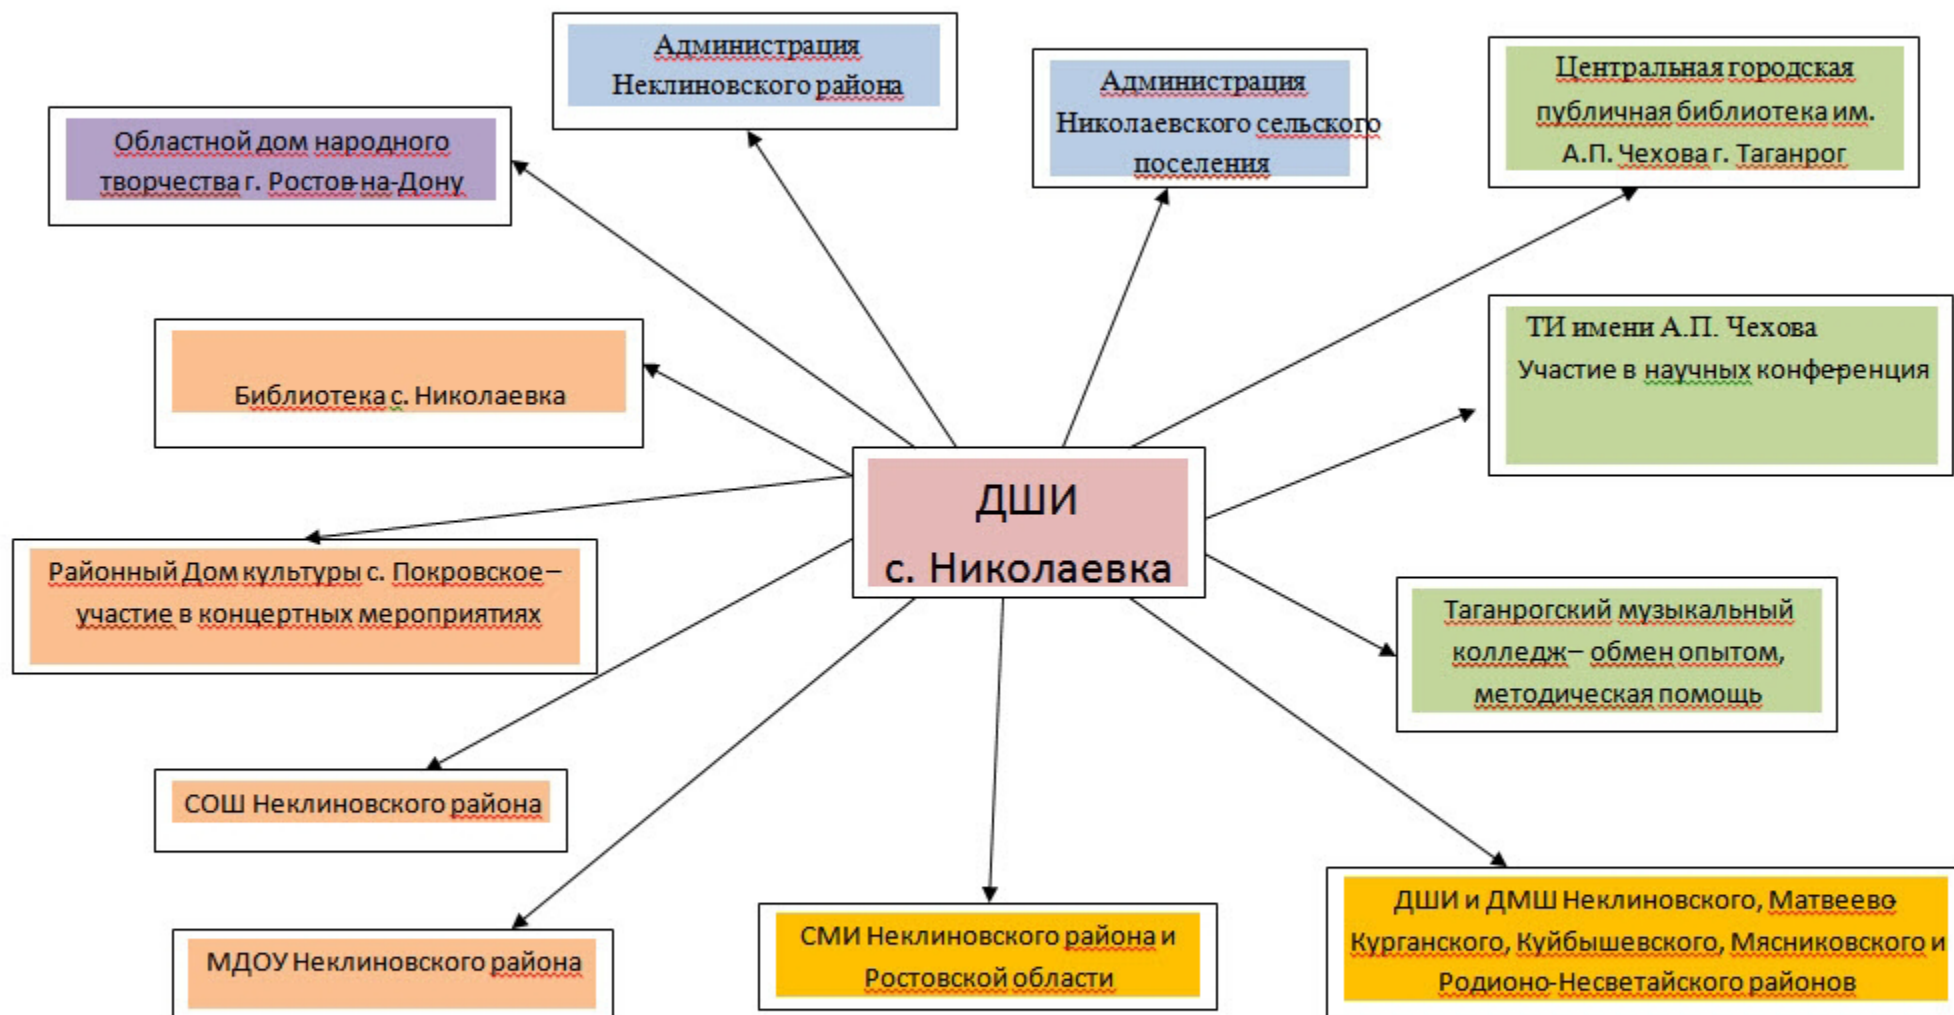 Администрация
Неклиновского района
Администрация
Николаевского сельского
поселения
Центральная городская
публичная библиотека им.
А.П. Чехова г. Таганрог
Областной дом народного
творчества г. Ростов-на-Дону
ТИ имени А.П. Чехова
Участие в научных конференция
Библиотека с. Николаевка
ДШИ
с. Николаевка
Районный Дом культуры с. Покровское –
участие в концертных мероприятиях
Таганрогский музыкальный
колледж – обмен опытом,
методическая помощь
СОШ Неклиновского района
МДОУ Неклиновского района
СМИ Неклиновского района и
Ростовской области
ДШИ и ДМШ Неклиновского, Матвеево-
Курганского, Куйбышевского, Мясниковского и
Родионо-Несветайского районов